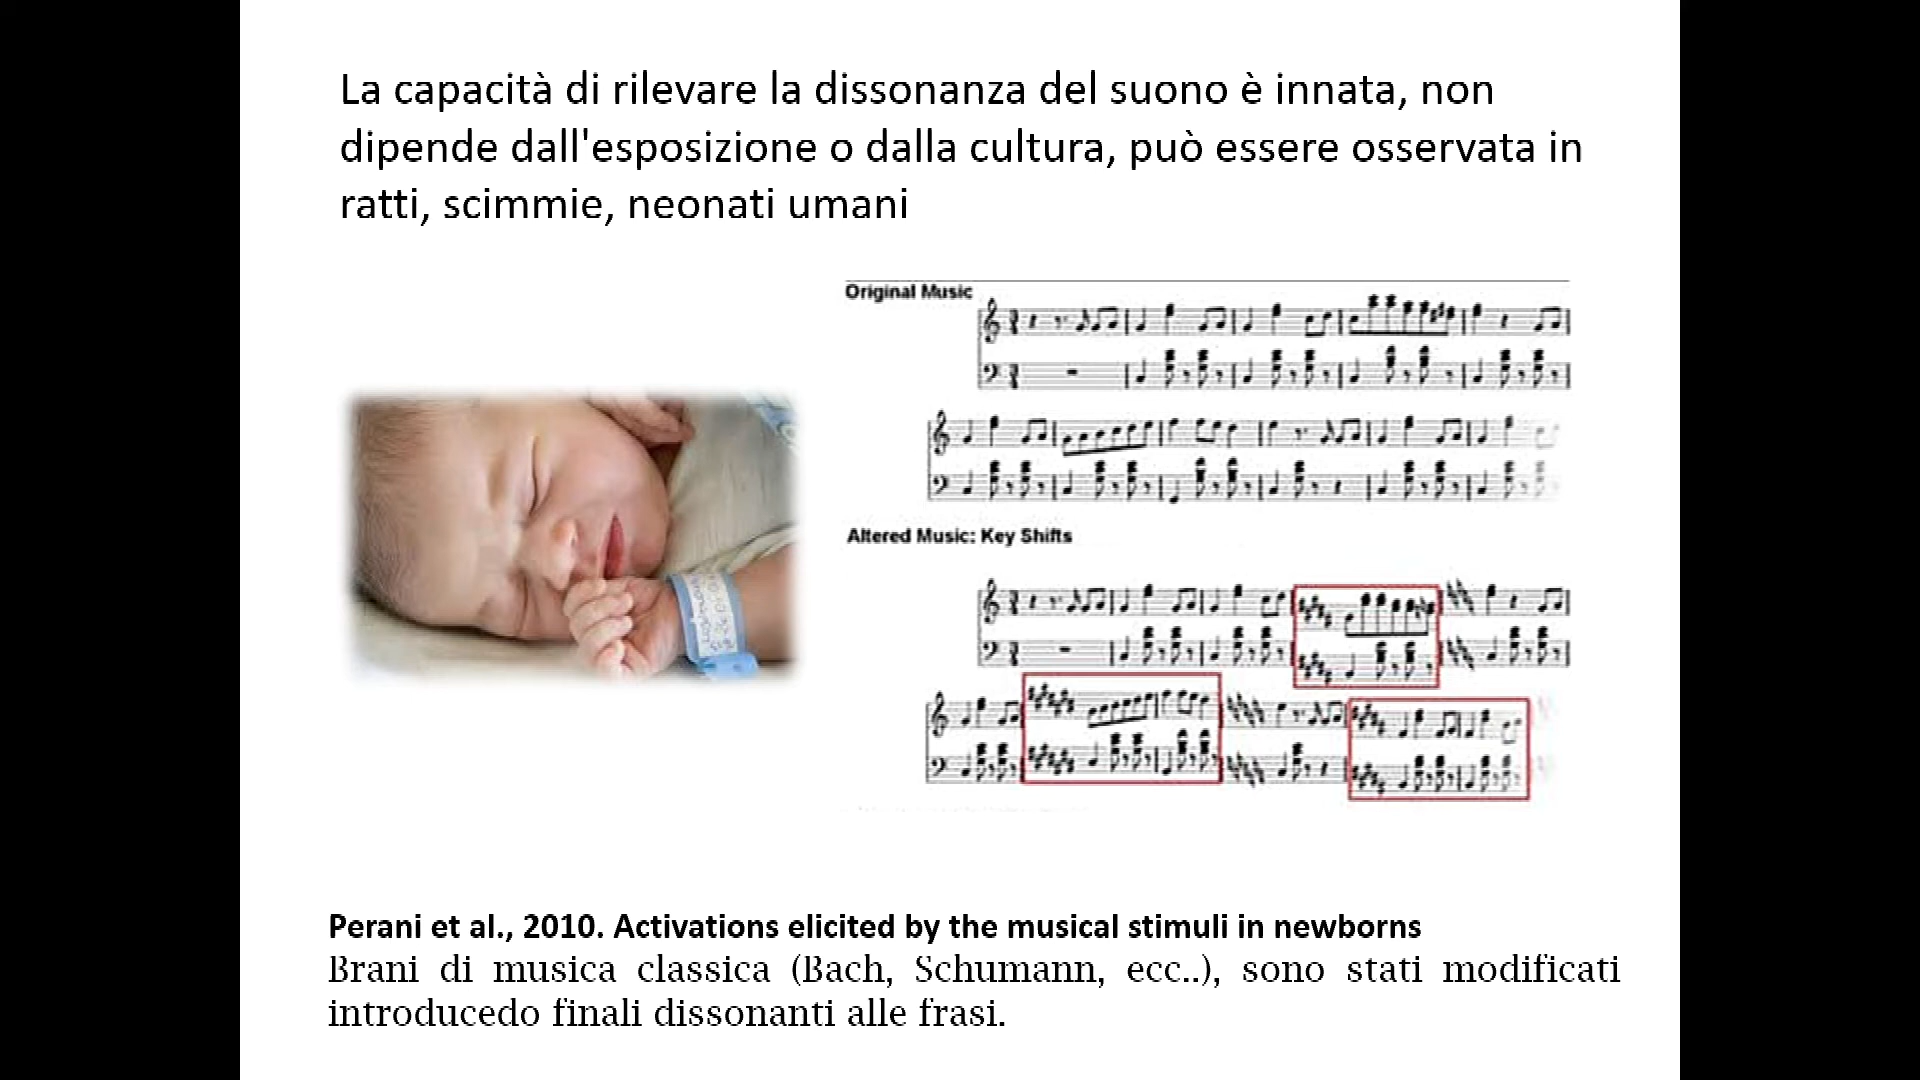 La capacità di rilevare la dissonanza del suono è innata, non
dipende dall'esposizione o dalla cultura, può essere osservata in
ratti, scimmie, neonati umani
Original Music
Altered Music: Key Shifts
Perani et al., 2010. Activations elicited by the musical stimuli in newborns
Brani di musica classica (Bach, Schumann, ecc..), sono stati modificati
introducedo finali dissonanti alle frasi.